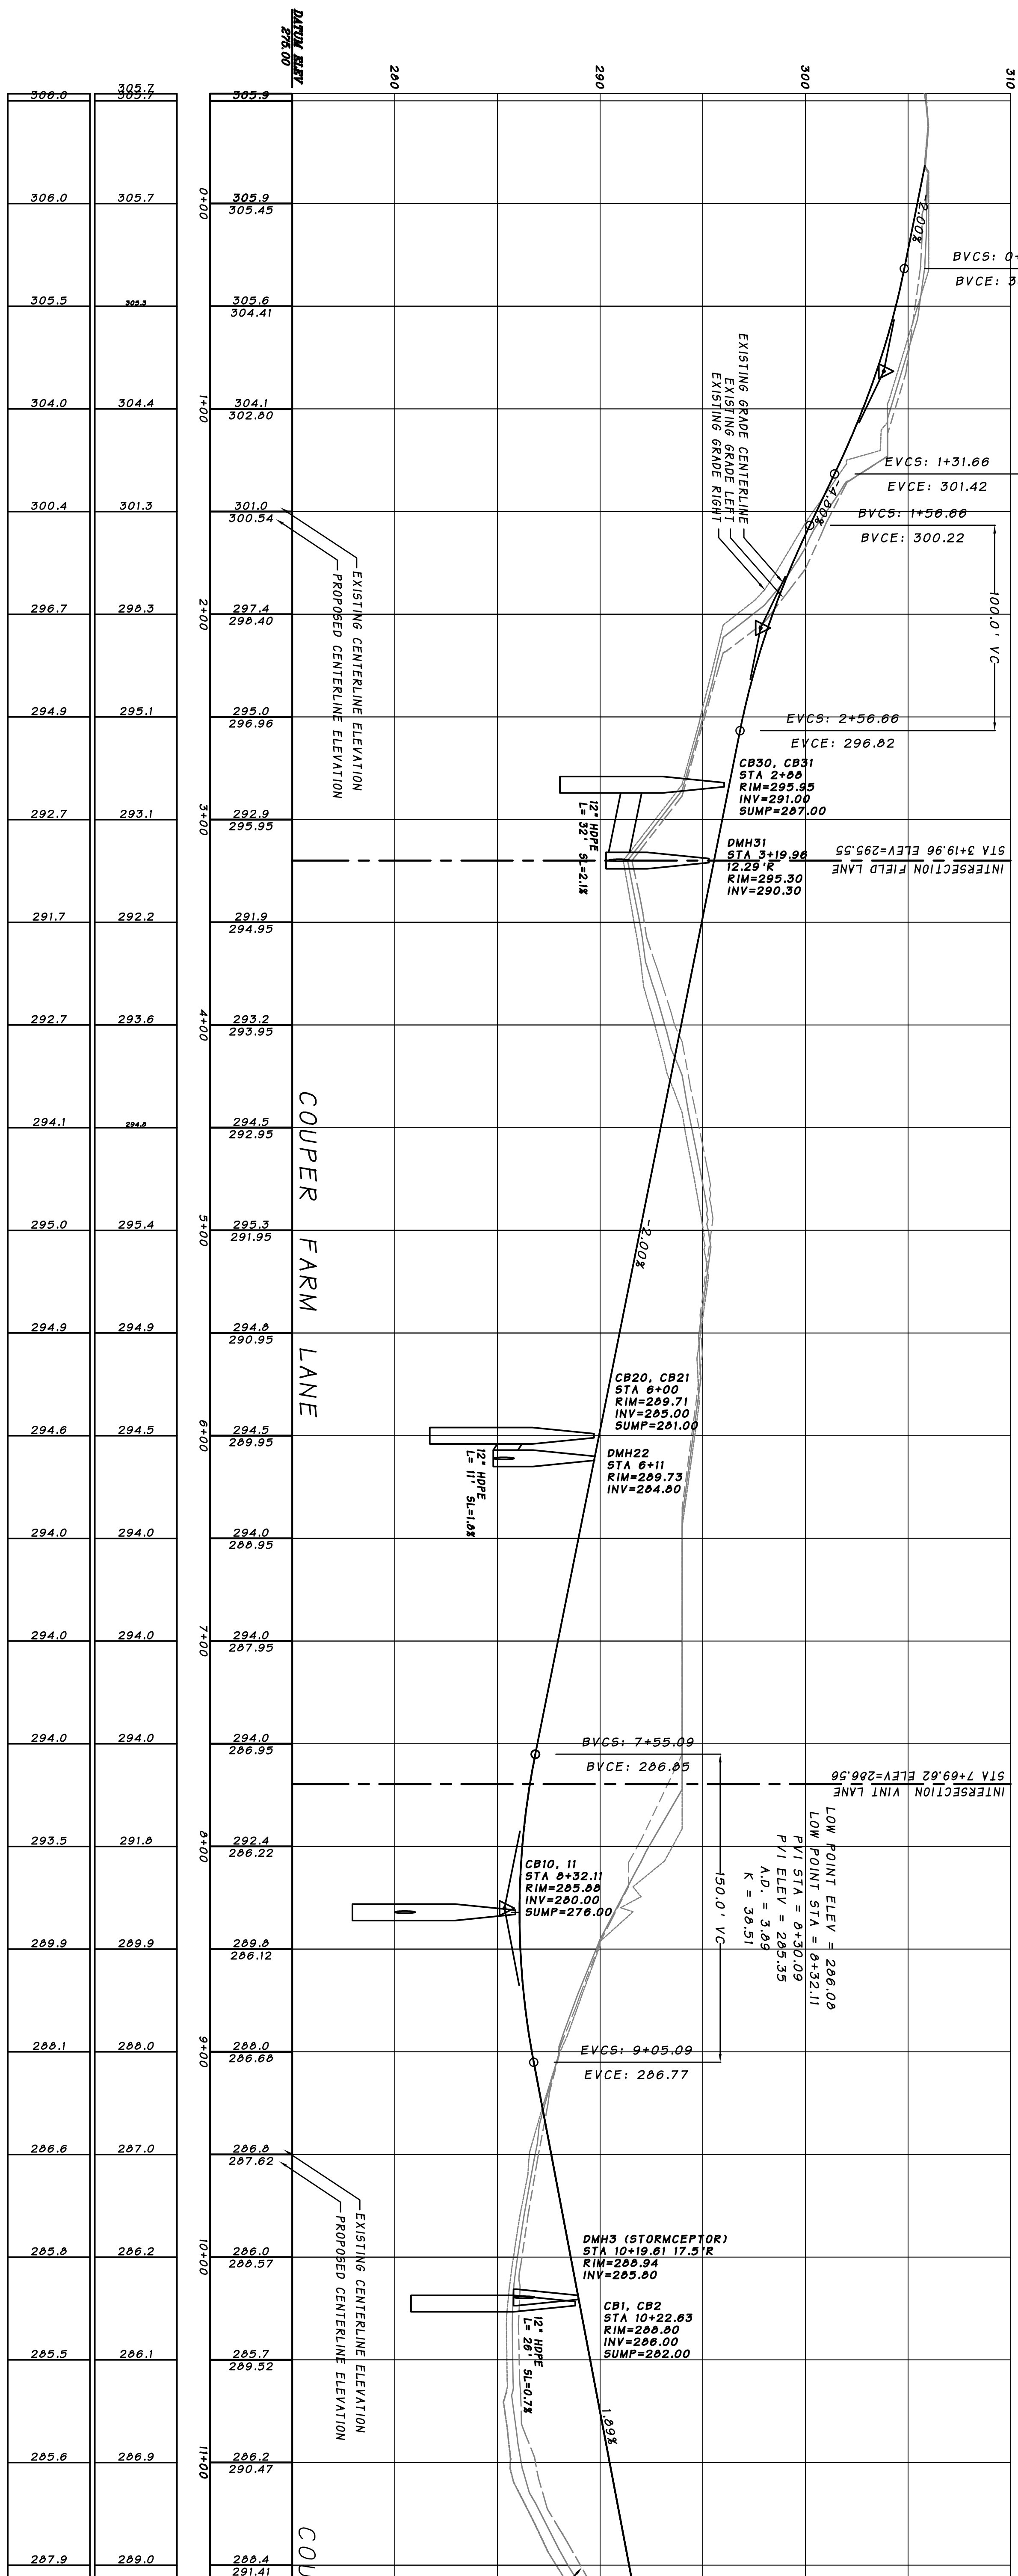 DATUM ELEV
275.00
280
290
300
310
306.0
305.7
305.7
305.9
306.0
305.7
0+00
305.9
305.45
-2.00%
BVCS: 0+
BVCE: 3
305.5
305.3
305.6
304.41
304.0
304.4
1+00
304.1
302.80
EXISTING GRADE CENTERLINE
EXISTING GRADE LEFT
EXISTING GRADE RIGHT
EVCS: 1+31.66
EVCE: 301.42
-4.80%
BVCS: 1+56.66
BVCE: 300.22
100.0' VC
300.4
301.3
301.0
300.54
EXISTING CENTERLINE ELEVATION
PROPOSED CENTERLINE ELEVATION
296.7
298.3
2+00
297.4
298.40
294.9
295.1
295.0
296.96
EVCS: 2+56.66
EVCE: 296.82
CB30, CB31
STA 2+88
RIM=295.95
INV=291.00
SUMP=287.00
12" HDPE
L= 32' SL=2.1%
292.7
293.1
3+00
292.9
295.95
DMH31
STA 3+19.96
12.29'R
RIM=295.30
INV=290.30
INTERSECTION FIELD LANE
STA 3+19.96 ELEV=295.55
291.7
292.2
291.9
294.95
292.7
293.6
4+00
293.2
293.95
COUPER FARM LANE
294.1
294.8
294.5
292.95
295.0
295.4
5+00
295.3
291.95
-2.00%
294.9
294.9
294.8
290.95
CB20, CB21
STA 6+00
RIM=289.71
INV=285.00
SUMP=281.00
294.6
294.5
6+00
294.5
289.95
DMH22
STA 6+11
RIM=289.73
INV=284.80
12" HDPE
L= 11' SL=1.8%
294.0
294.0
294.0
288.95
294.0
294.0
7+00
294.0
287.95
294.0
294.0
294.0
286.95
BVCS: 7+55.09
BVCE: 286.85
INTERSECTION VINT LANE
STA 7+69.62 ELEV=286.56
LOW POINT ELEV = 286.08
LOW POINT STA = 8+32.11
PVI STA = 8+30.09
PVI ELEV = 285.35
A.D. = 3.89
K = 38.51
150.0' VC
293.5
291.8
8+00
292.4
286.22
CB10, 11
STA 8+32.11
RIM=285.88
INV=280.00
SUMP=276.00
289.9
289.9
289.8
286.12
288.1
288.0
9+00
288.0
286.68
EVCS: 9+05.09
EVCE: 286.77
286.6
287.0
286.8
287.62
EXISTING CENTERLINE ELEVATION
PROPOSED CENTERLINE ELEVATION
DMH3 (STORMCEPTOR)
STA 10+19.61 17.5'R
RIM=288.94
INV=285.80
285.8
286.2
10+00
286.0
288.57
CB1, CB2
STA 10+22.63
RIM=288.80
INV=286.00
SUMP=282.00
12" HDPE
L= 26' SL=0.7%
285.5
286.1
285.7
289.52
1.89%
285.6
286.9
11+00
286.2
290.47
COU
287.9
289.0
288.4
291.41